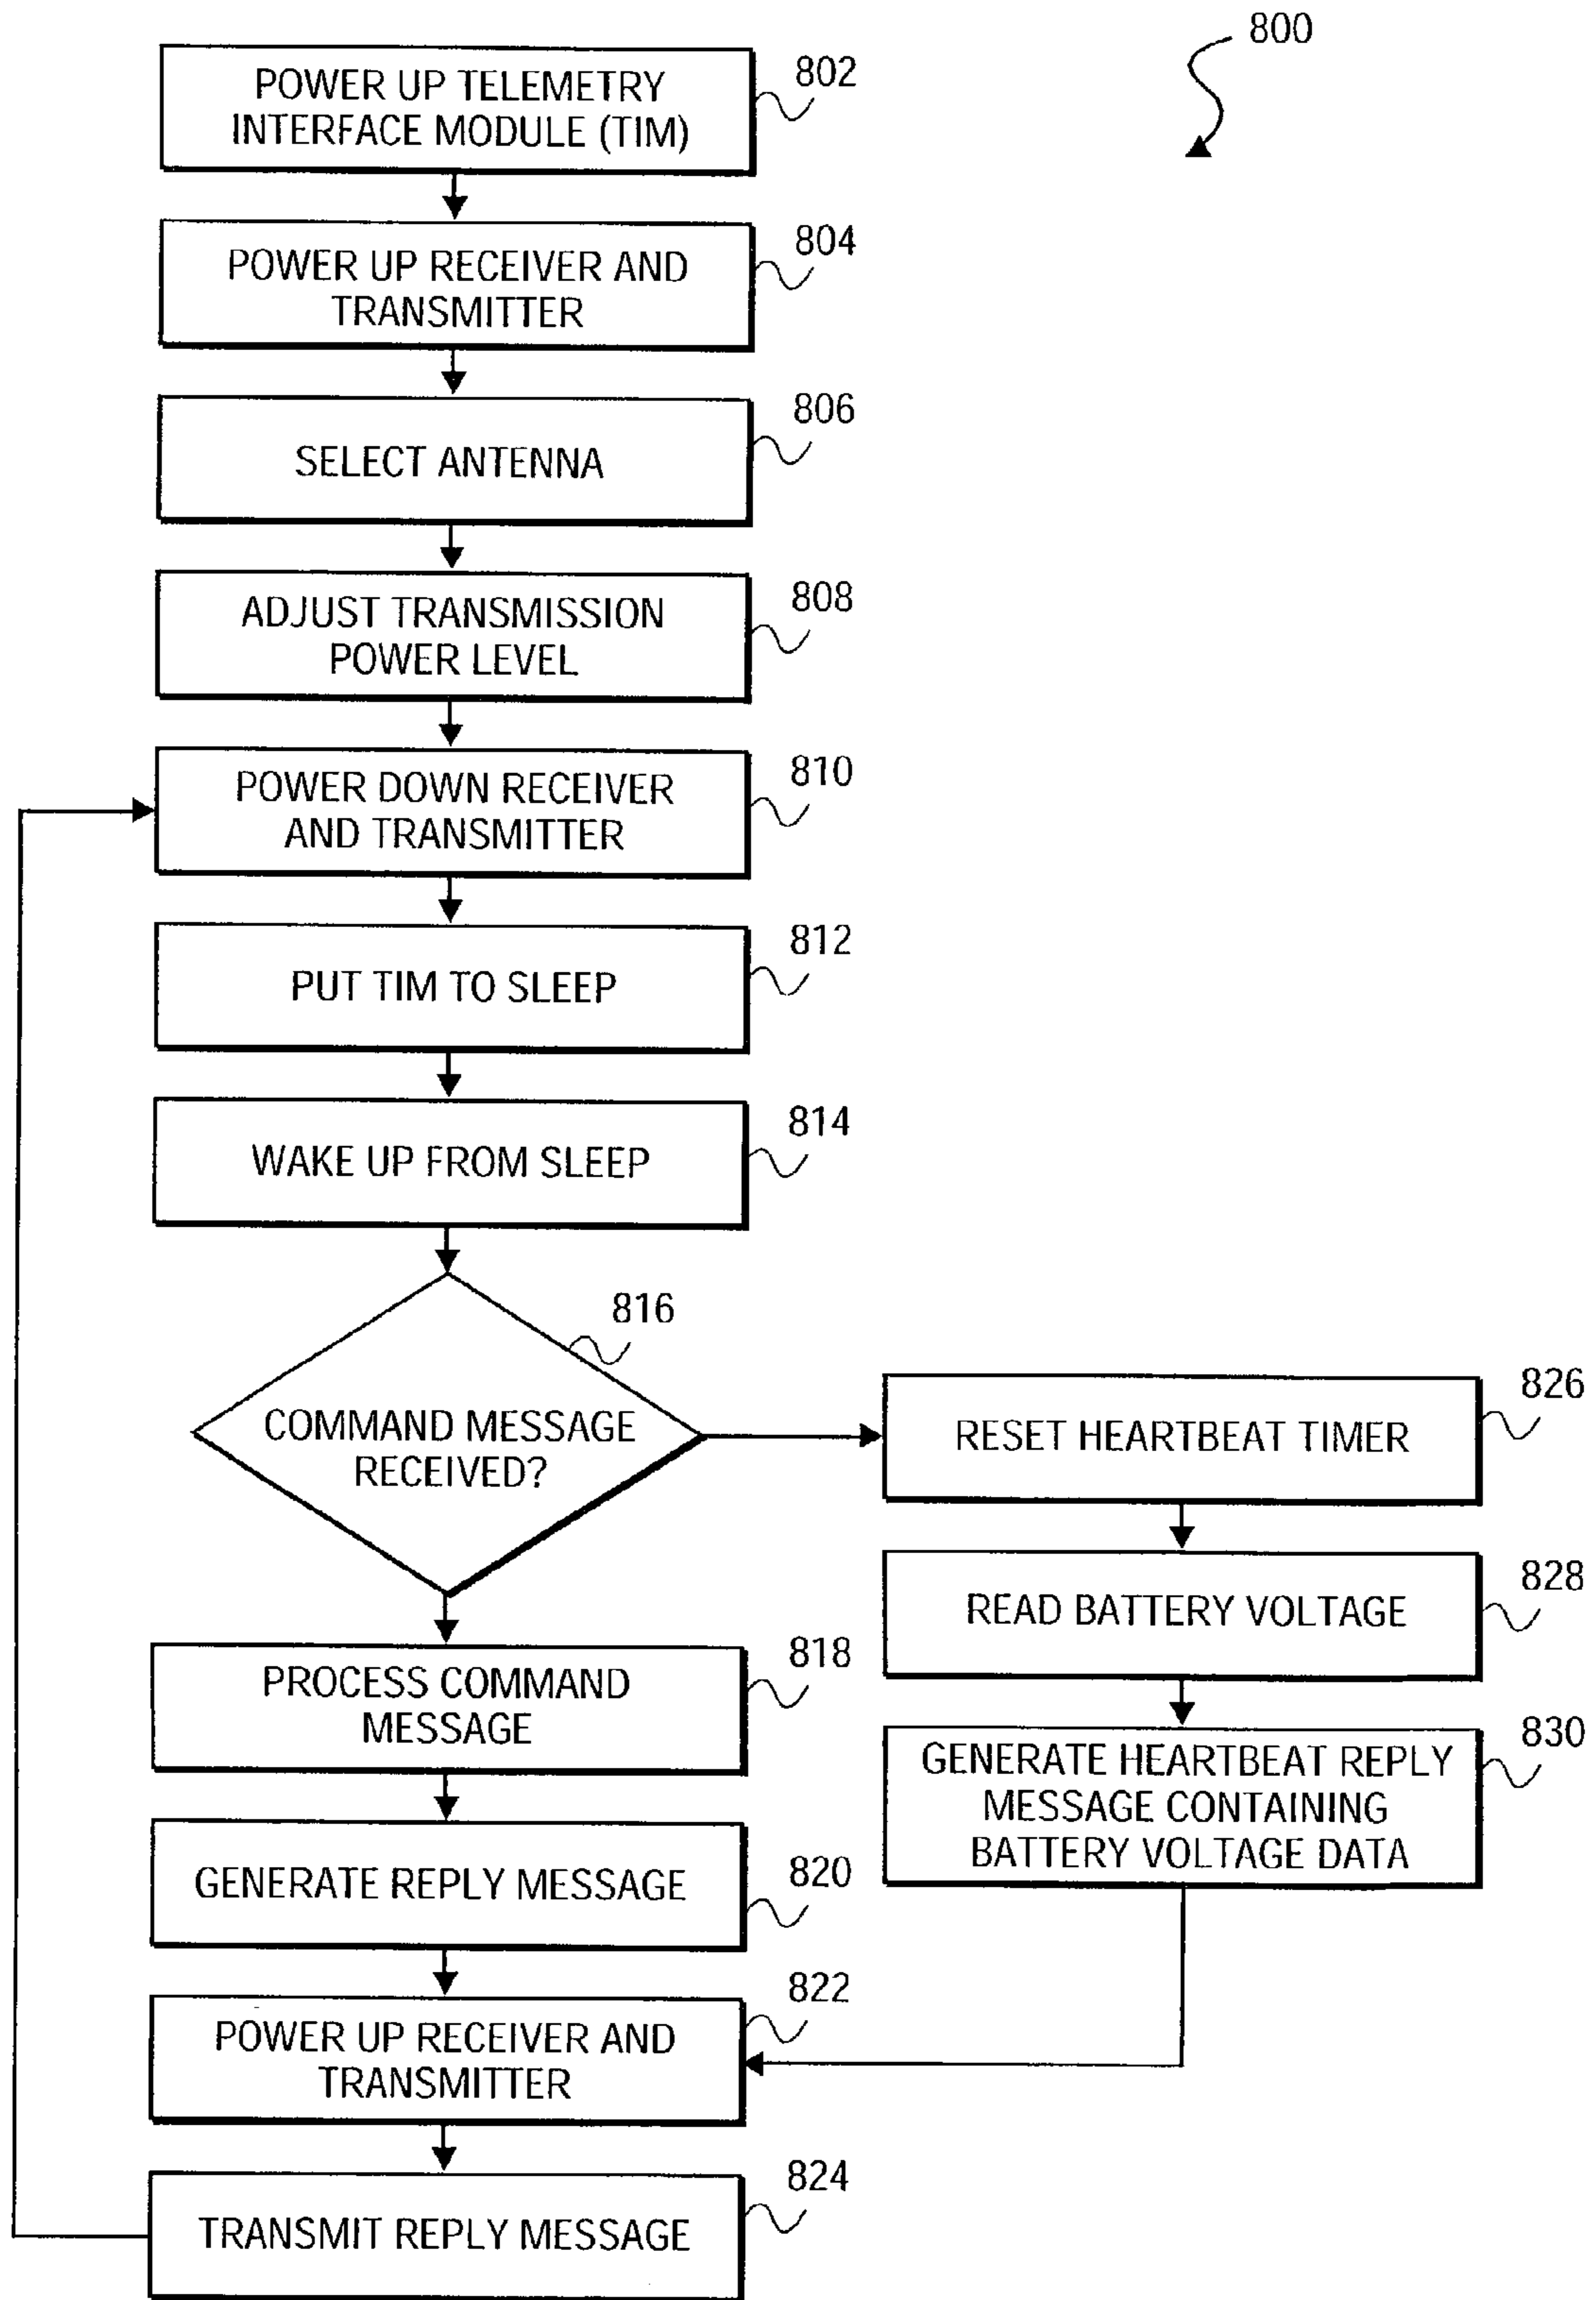 800
POWER UP TELEMETRY
INTERFACE MODULE (TIM)
802
POWER UP RECEIVER AND
TRANSMITTER
804
SELECT ANTENNA
806
ADJUST TRANSMISSION
POWER LEVEL
808
POWER DOWN RECEIVER
AND TRANSMITTER
810
PUT TIM TO SLEEP
812
WAKE UP FROM SLEEP
814
COMMAND MESSAGE
RECEIVED?
816
PROCESS COMMAND
MESSAGE
818
GENERATE REPLY MESSAGE
820
POWER UP RECEIVER AND
TRANSMITTER
822
TRANSMIT REPLY MESSAGE
824
RESET HEARTBEAT TIMER
826
READ BATTERY VOLTAGE
828
GENERATE HEARTBEAT REPLY
MESSAGE CONTAINING
BATTERY VOLTAGE DATA
830